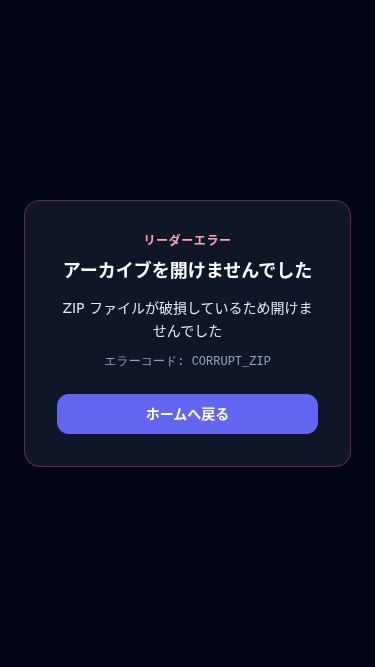 リーダーエラー
アーカイブを開けませんでした
ZIP ファイルが破損しているため開けま
せんでした
エラーコード: CORRUPT_ZIP
ホームへ戻る